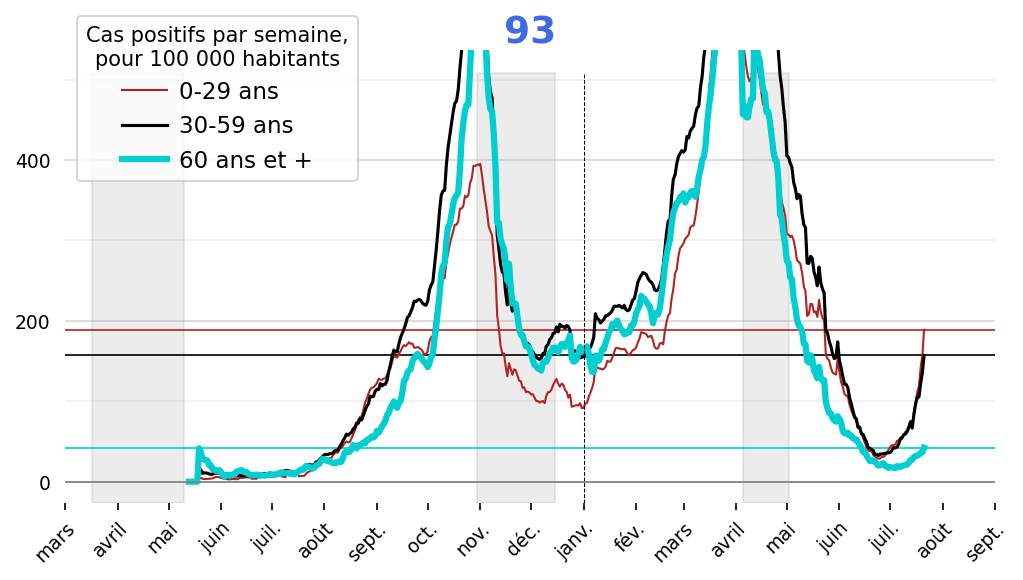 93
Cas positifs par semaine,
pour 100 000 habitants
0-29 ans
30-59 ans
60 ans et +
400
200
0
mars avril mai juin juil. août sept. oct. nov. déc. janv. fév. mars avril mai juin juil. août sept.